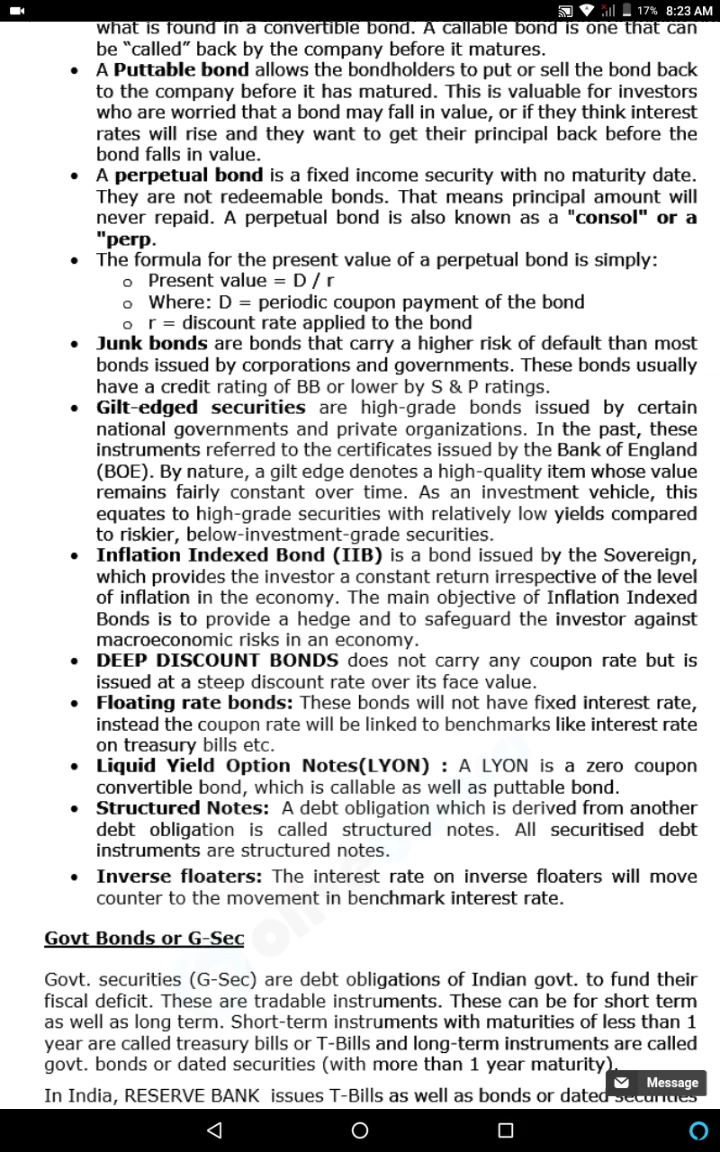 17% 8:23 AM
what is found in a convertible bond. A callable bond is one that can
be “called” back by the company before it matures.
• A Puttable bond allows the bondholders to put or sell the bond back
to the company before it has matured. This is valuable for investors
who are worried that a bond may fall in value, or if they think interest
rates will rise and they want to get their principal back before the
bond falls in value.
• A perpetual bond is a fixed income security with no maturity date.
They are not redeemable bonds. That means principal amount will
never repaid. A perpetual bond is also known as a "consol" or a
"perp.
• The formula for the present value of a perpetual bond is simply:
o Present value = D / r
o Where: D = periodic coupon payment of the bond
o r = discount rate applied to the bond
• Junk bonds are bonds that carry a higher risk of default than most
bonds issued by corporations and governments. These bonds usually
have a credit rating of BB or lower by S & P ratings.
• Gilt-edged securities are high-grade bonds issued by certain
national governments and private organizations. In the past, these
instruments referred to the certificates issued by the Bank of England
(BOE). By nature, a gilt edge denotes a high-quality item whose value
remains fairly constant over time. As an investment vehicle, this
equates to high-grade securities with relatively low yields compared
to riskier, below-investment-grade securities.
• Inflation Indexed Bond (IIB) is a bond issued by the Sovereign,
which provides the investor a constant return irrespective of the level
of inflation in the economy. The main objective of Inflation Indexed
Bonds is to provide a hedge and to safeguard the investor against
macroeconomic risks in an economy.
• DEEP DISCOUNT BONDS does not carry any coupon rate but is
issued at a steep discount rate over its face value.
• Floating rate bonds: These bonds will not have fixed interest rate,
instead the coupon rate will be linked to benchmarks like interest rate
on treasury bills etc.
• Liquid Yield Option Notes(LYON) : A LYON is a zero coupon
convertible bond, which is callable as well as puttable bond.
• Structured Notes: A debt obligation which is derived from another
debt obligation is called structured notes. All securitised debt
instruments are structured notes.
• Inverse floaters: The interest rate on inverse floaters will move
counter to the movement in benchmark interest rate.
Govt Bonds or G-Sec
Govt. securities (G-Sec) are debt obligations of Indian govt. to fund their
fiscal deficit. These are tradable instruments. These can be for short term
as well as long term. Short-term instruments with maturities of less than 1
year are called treasury bills or T-Bills and long-term instruments are called
govt. bonds or dated securities (with more than 1 year maturity).
Message
In India, RESERVE BANK issues T-Bills as well as bonds or dated securities